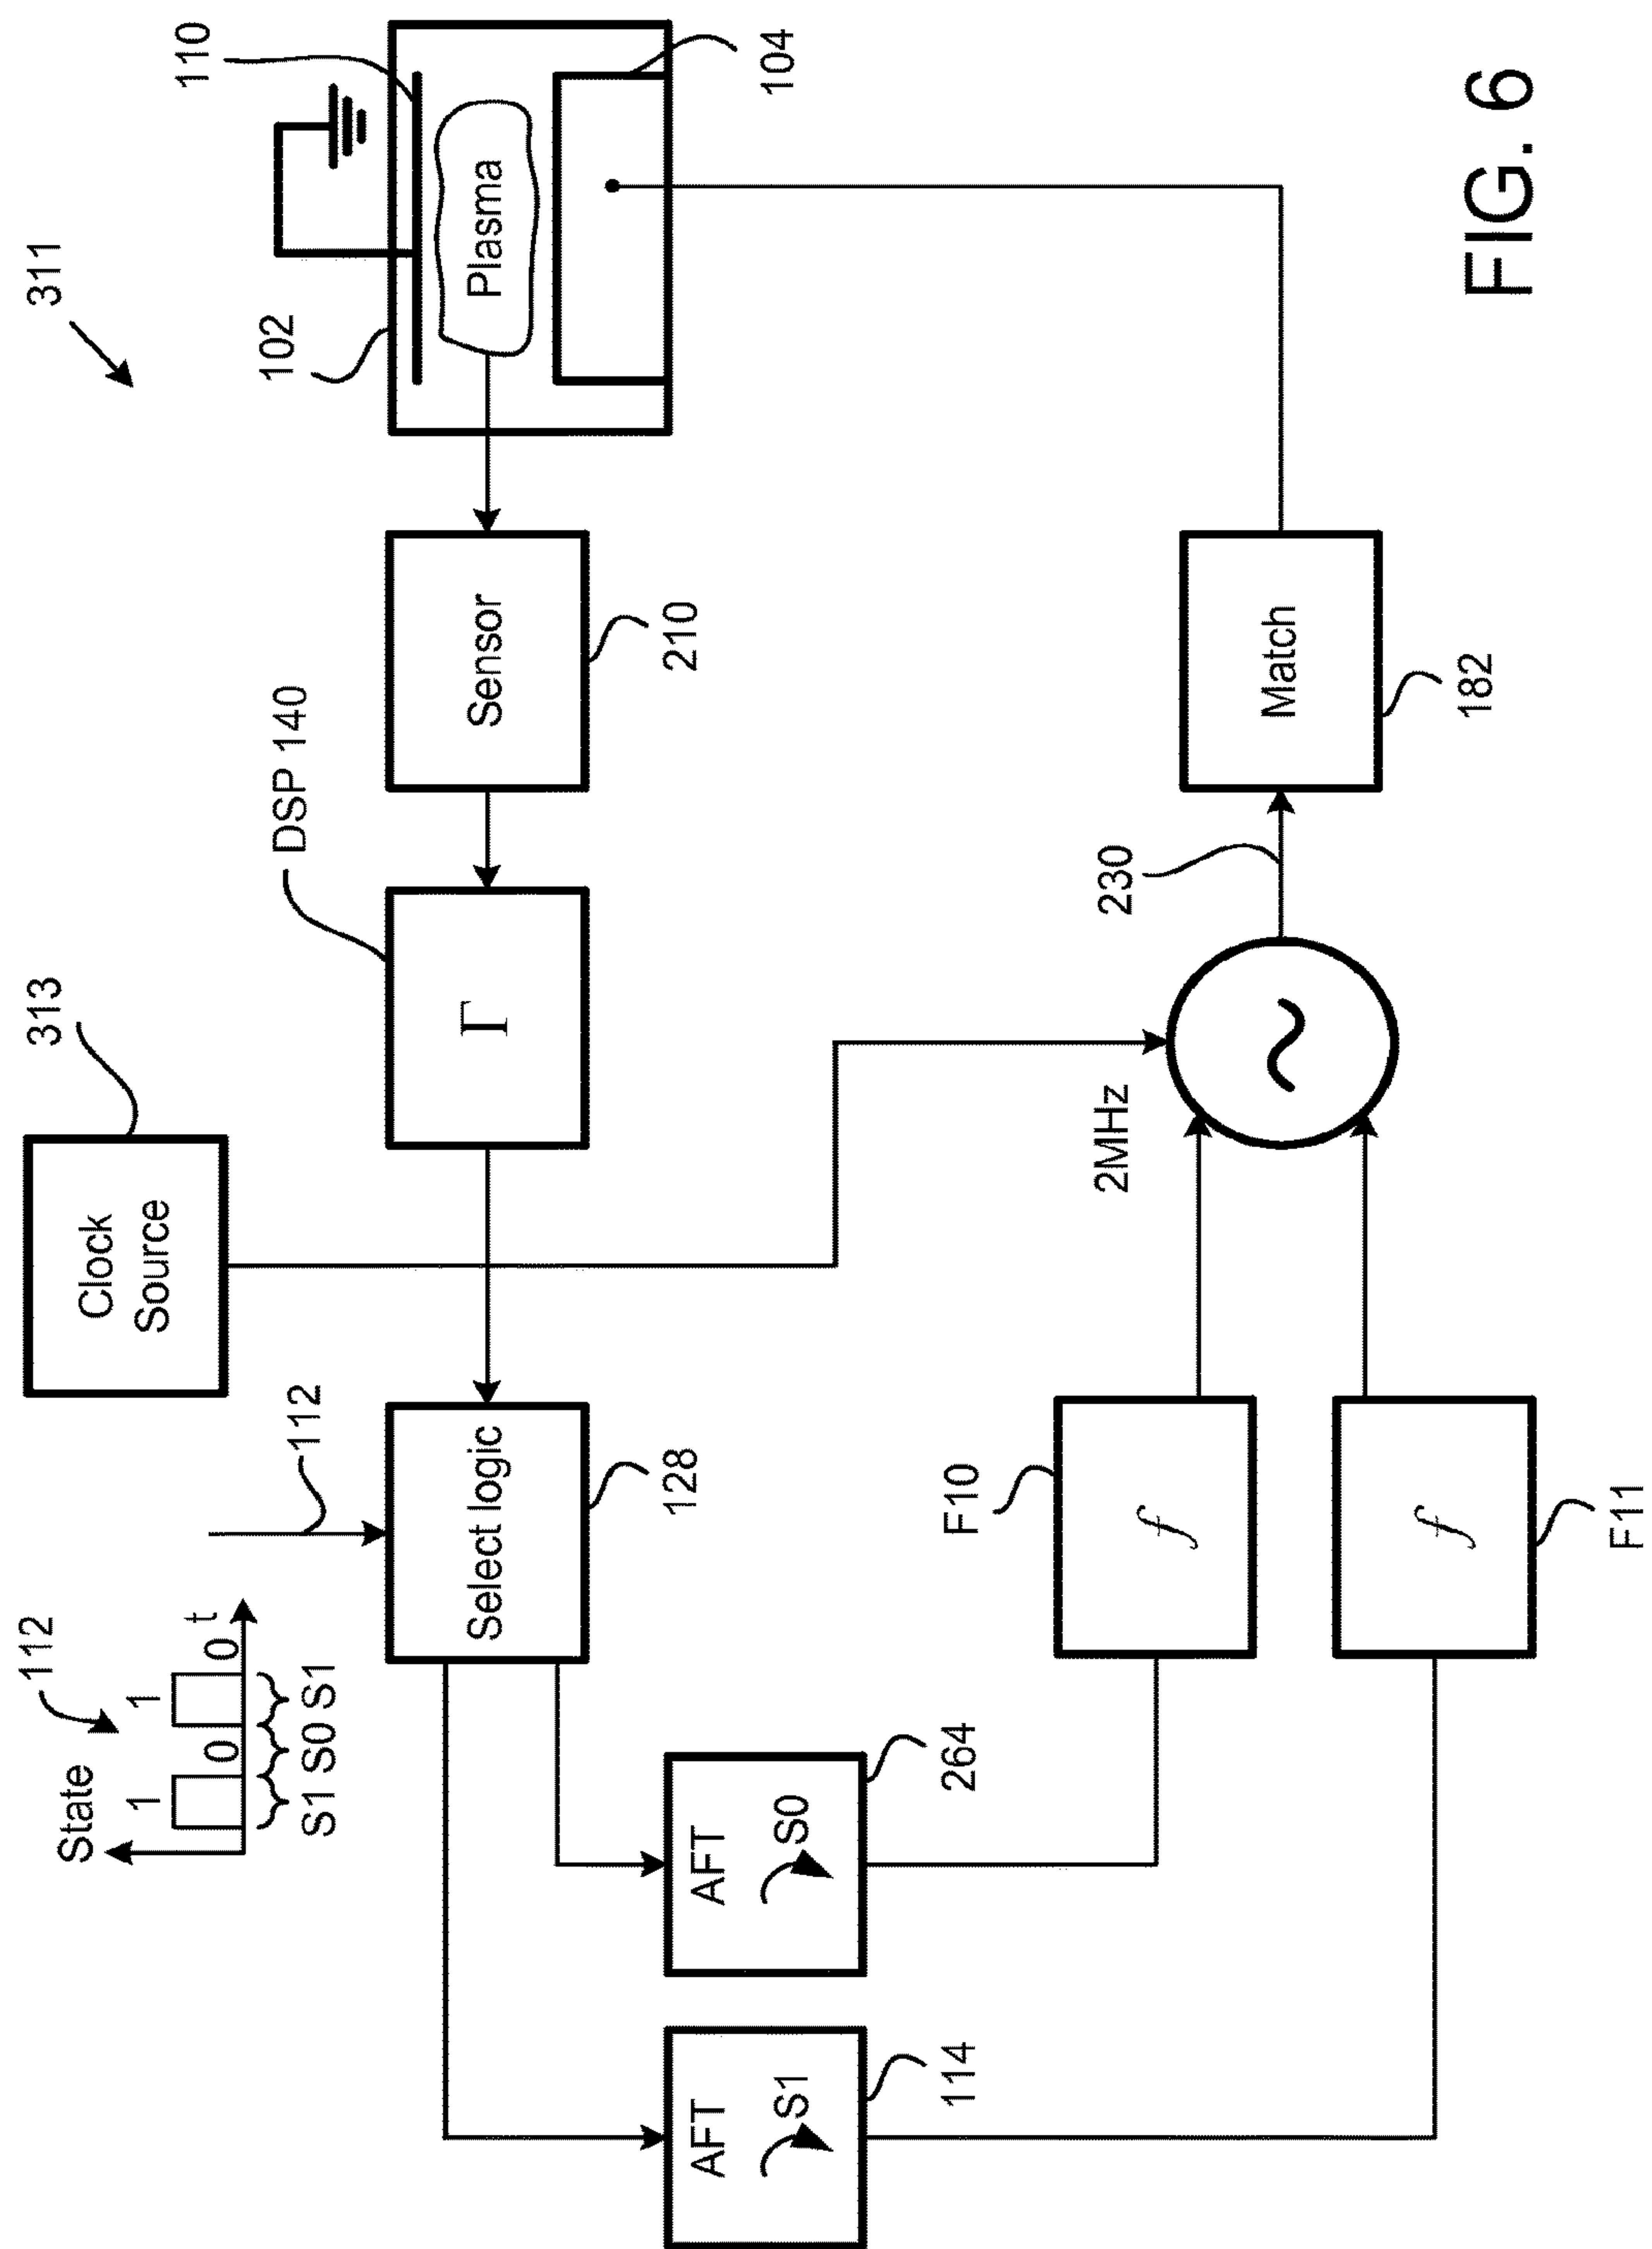 311
State
112
1
0
1
0
t
S1
S0
S1
112
Clock
Source
313
DSP 140
102
110
Select logic
128
Γ
Sensor
210
Plasma
104
AFT
S1
114
AFT
S0
264
F10
f
F11
f
2MHz
~
230
Match
182
FIG. 6